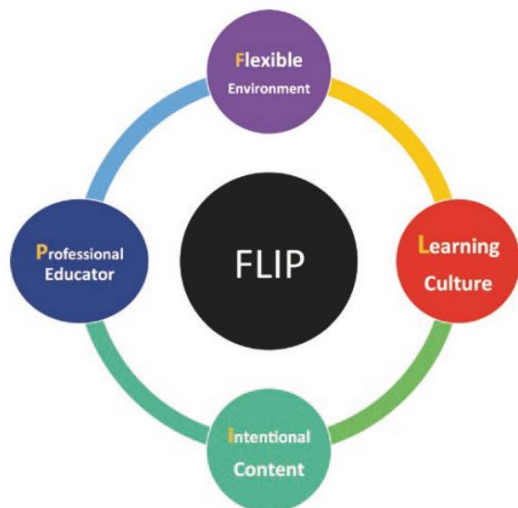 Flexible
Environment
Professional
Educator
FLIP
Learning
Culture
Intentional
Content